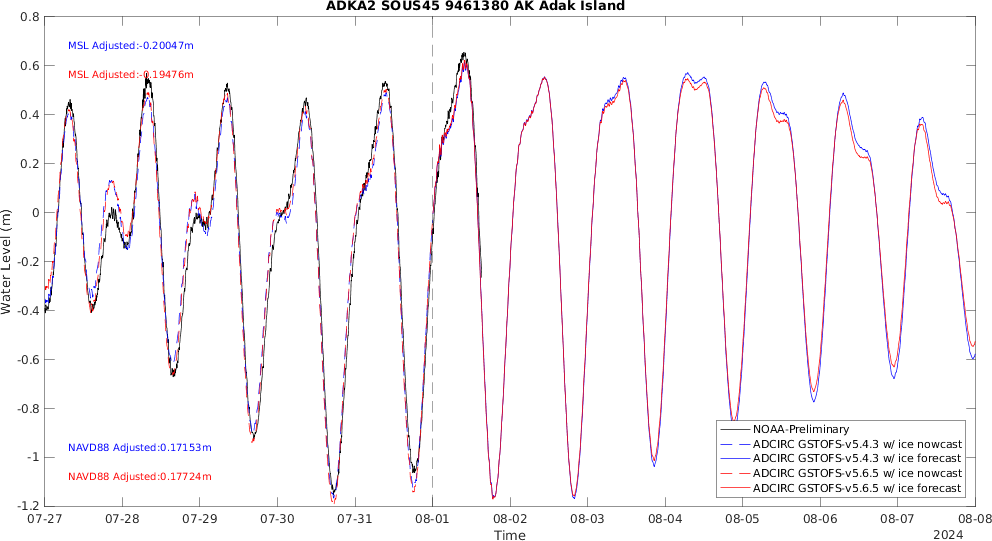 ADKA2 SOUS45 9461380 AK Adak Island
0.8
0.6
0.4
0.2
0
-0.2
-0.4
-0.6
-0.8
-1
-1.2
Water Level (m)
MSL Adjusted:-0.20047m
MSL Adjusted:-0.19476m
NAVD88 Adjusted:0.17153m
NAVD88 Adjusted:0.17724m
NOAA-Preliminary
ADCIRC GSTOFS-v5.4.3 w/ ice nowcast
ADCIRC GSTOFS-v5.4.3 w/ ice forecast
ADCIRC GSTOFS-v5.6.5 w/ ice nowcast
ADCIRC GSTOFS-v5.6.5 w/ ice forecast
07-27 07-28 07-29 07-30 07-31 08-01 08-02 08-03 08-04 08-05 08-06 08-07 08-08
Time
2024